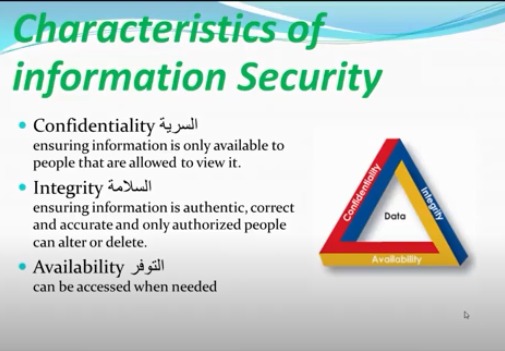 Characteristics of
information Security
• Confidentiality السرية
ensuring information is only available to
people that are allowed to view it.
• Integrity السلامة
ensuring information is authentic, correct
and accurate and only authorized people
can alter or delete.
• Availability التوفر
can be accessed when needed
Confidentiality
Integrity
Data
Availability